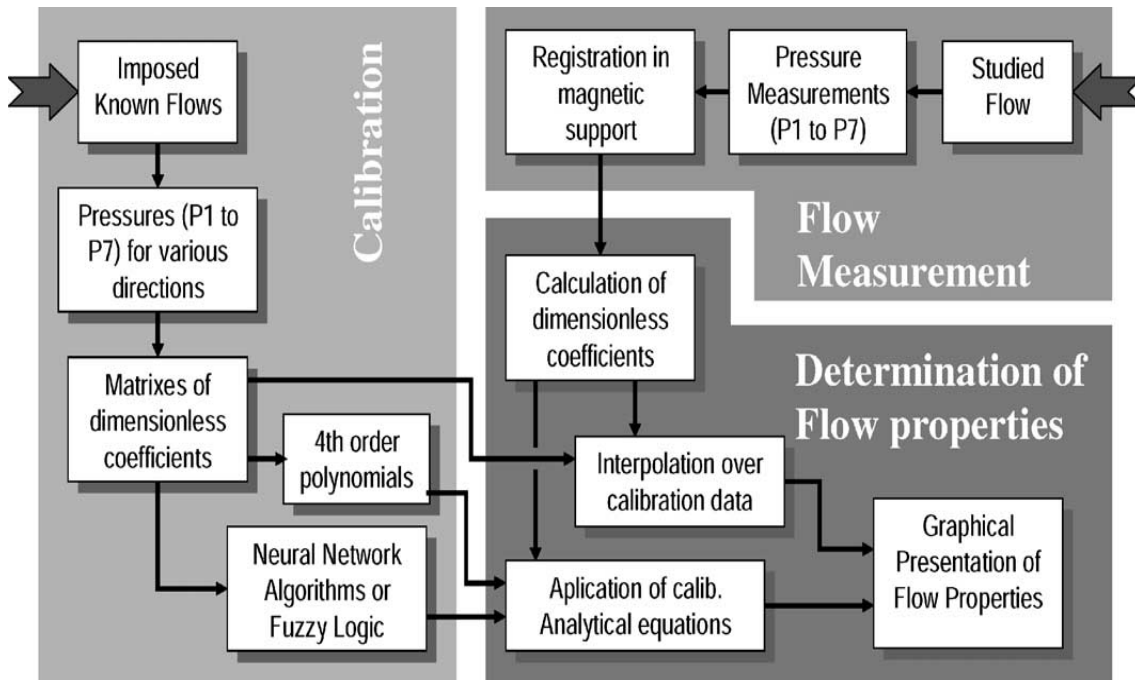 Imposed
Known Flows
Pressures (P1 to
P7) for various
directions
Matrixes of
dimensionless
coefficients
4th order
polynomials
Neural Network
Algorithms or
Fuzzy Logic
Calibration
Registration in
magnetic
support
Pressure
Measurements
(P1 to P7)
Studied
Flow
Flow
Measurement
Calculation of
dimensionless
coefficients
Determination of
Flow properties
Interpolation over
calibration data
Aplication of calib.
Analytical equations
Graphical
Presentation of
Flow Properties